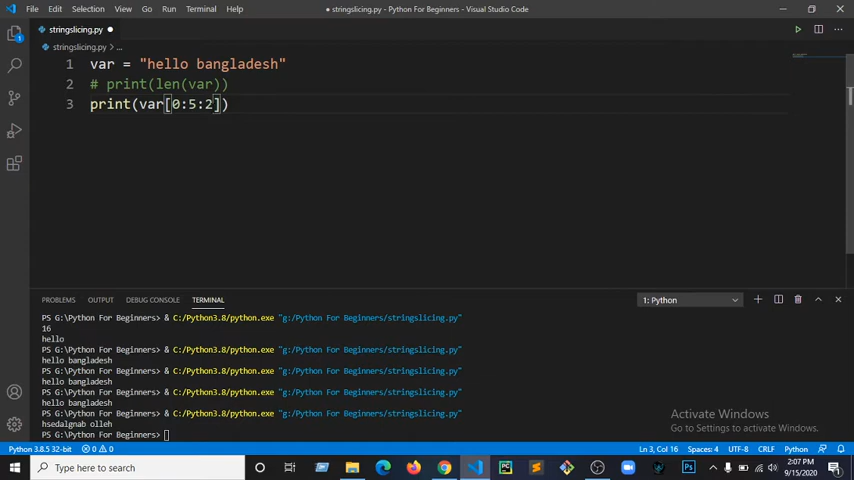 File Edit Selection View Go Run Terminal Help
● stringslicing.py - Python For Beginners - Visual Studio Code
stringslicing.py ●
stringslicing.py > ...
1 var = "hello bangladesh"
2 # print(len(var))
3 print(var[0:5:2])
PROBLEMS OUTPUT DEBUG CONSOLE TERMINAL
1: Python
PS G:\Python For Beginners> & C:/Python3.8/python.exe "g:/Python For Beginners/stringslicing.py"
16
hello
PS G:\Python For Beginners> & C:/Python3.8/python.exe "g:/Python For Beginners/stringslicing.py"
hello bangladesh
PS G:\Python For Beginners> & C:/Python3.8/python.exe "g:/Python For Beginners/stringslicing.py"
hello bangladesh
PS G:\Python For Beginners> & C:/Python3.8/python.exe "g:/Python For Beginners/stringslicing.py"
hello bangladesh
PS G:\Python For Beginners> & C:/Python3.8/python.exe "g:/Python For Beginners/stringslicing.py"
hsedalgnab olleh
PS G:\Python For Beginners>
Activate Windows
Go to Settings to activate Windows.
Python 3.8.5 32-bit 0 0 Ln 3, Col 16 Spaces: 4 UTF-8 CRLF Python
Type here to search
2:07 PM
9/15/2020